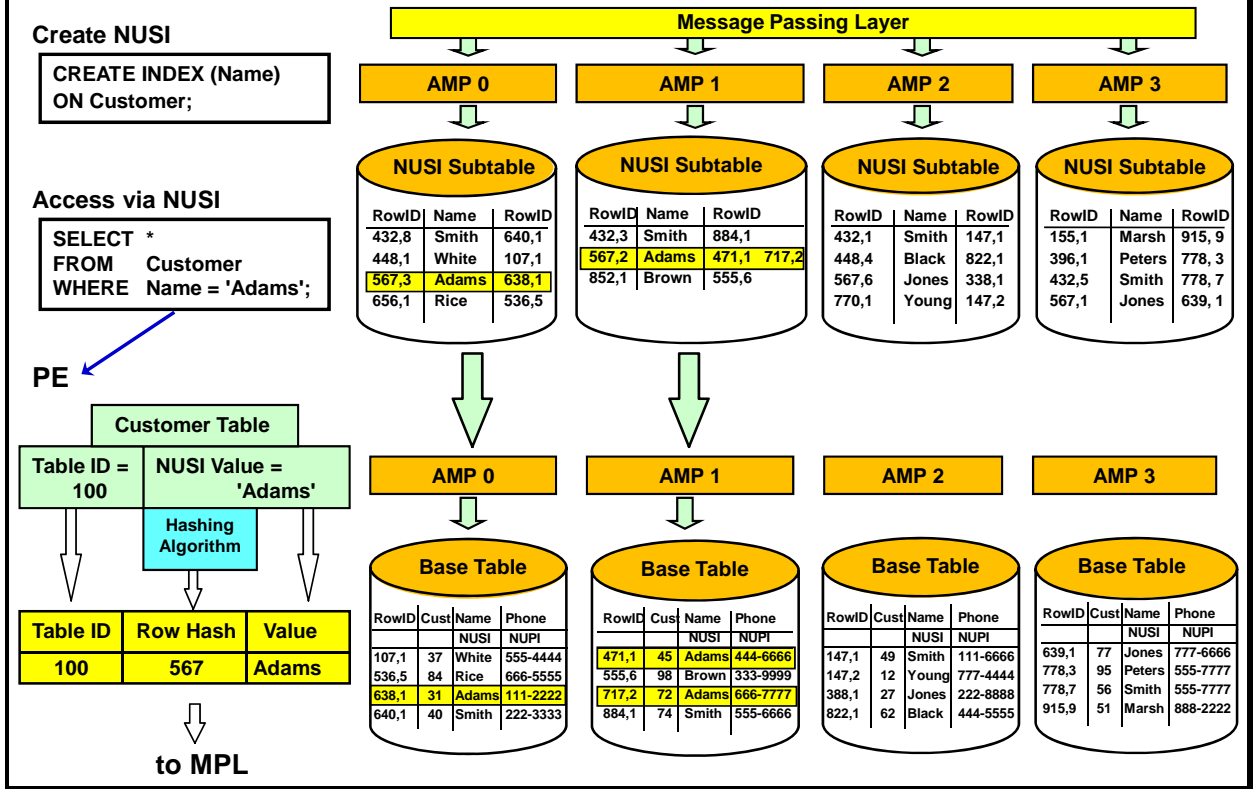 Message Passing Layer
Create NUSI
CREATE INDEX (Name)
ON Customer;
AMP 0
AMP 1
AMP 2
AMP 3
NUSI Subtable
RowID Name RowID
432,8 Smith 640,1
448,1 White 107,1
567,3 Adams 638,1
656,1 Rice 536,5
NUSI Subtable
RowID Name RowID
432,3 Smith 884,1
567,2 Adams 471,1 717,2
852,1 Brown 555,6
NUSI Subtable
RowID Name RowID
432,1 Smith 147,1
448,4 Black 822,1
567,6 Jones 338,1
770,1 Young 147,2
NUSI Subtable
RowID Name RowID
155,1 Marsh 915, 9
396,1 Peters 778, 3
432,5 Smith 778, 7
567,1 Jones 639, 1
Access via NUSI
SELECT *
FROM Customer
WHERE Name = 'Adams';
PE
Customer Table
Table ID =
100
NUSI Value =
'Adams'
Hashing
Algorithm
Table ID Row Hash Value
100 567 Adams
to MPL
AMP 0
AMP 1
AMP 2
AMP 3
Base Table
RowID Cust Name Phone
NUSI NUPI
107,1 37 White 555-4444
536,5 84 Rice 666-5555
638,1 31 Adams 111-2222
640,1 40 Smith 222-3333
Base Table
RowID Cust Name Phone
NUSI NUPI
471,1 45 Adams 444-6666
555,6 98 Brown 333-9999
717,2 72 Adams 666-7777
884,1 74 Smith 555-6666
Base Table
RowID Cust Name Phone
NUSI NUPI
147,1 49 Smith 111-6666
147,2 12 Young 777-4444
388,1 27 Jones 222-8888
822,1 62 Black 444-5555
Base Table
RowID Cust Name Phone
NUSI NUPI
639,1 77 Jones 777-6666
778,3 95 Peters 555-7777
778,7 56 Smith 555-7777
915,9 51 Marsh 888-2222